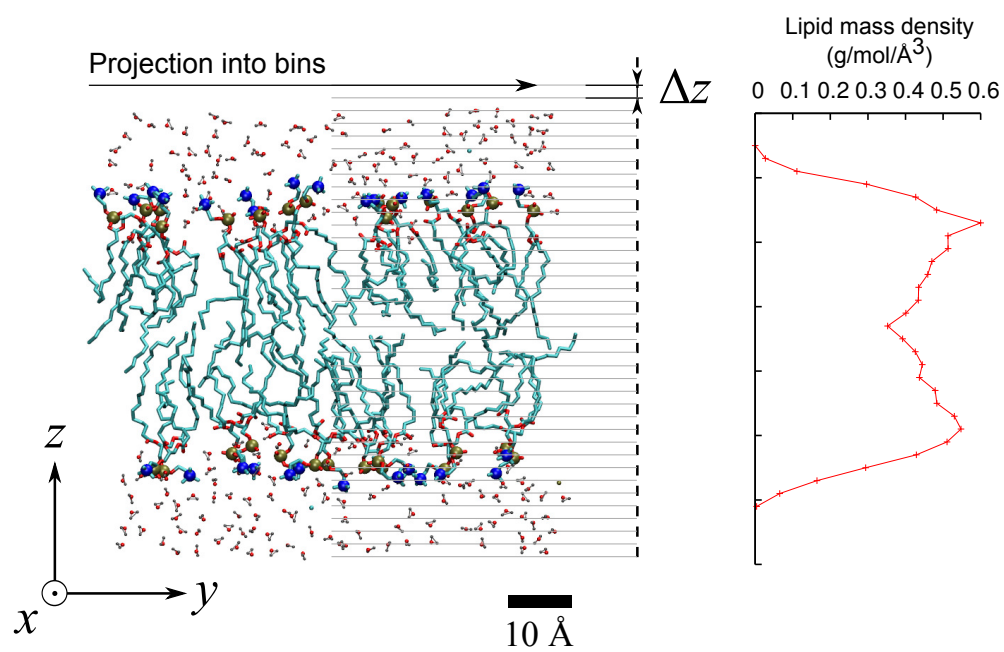 Lipid mass density
(g/mol/Å³)
Projection into bins
Δz
0 0.1 0.2 0.3 0.4 0.5 0.6
z
x
y
10 Å